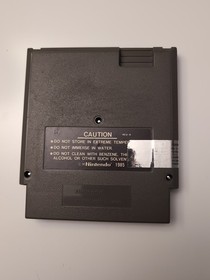 CAUTION
• DO NOT STORE IN EXTREME TEMPE
• DO NOT IMMERSE IN WATER.
• DO NOT CLEAN WITH BENZENE, THI
ALCOHOL OR OTHER SUCH SOLVEN
©Nintendo 1985